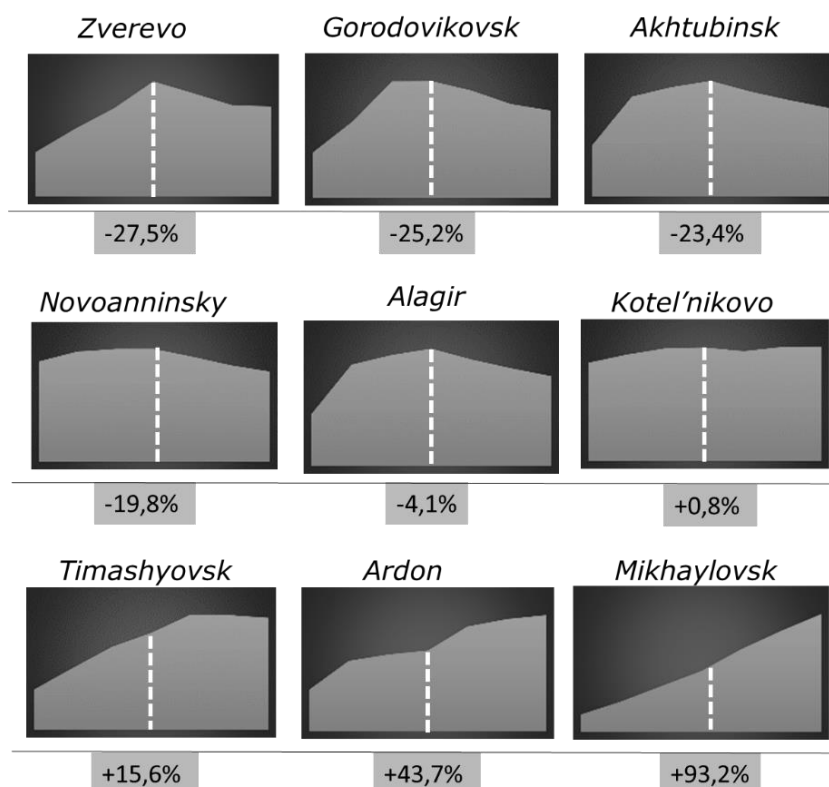 Zverevo
Gorodovikovsk
Akhtubinsk
-27,5%
-25,2%
-23,4%
Novoanninsky
Alagir
Kotel’nikovo
-19,8%
-4,1%
+0,8%
Timashyovsk
Ardon
Mikhaylovsk
+15,6%
+43,7%
+93,2%